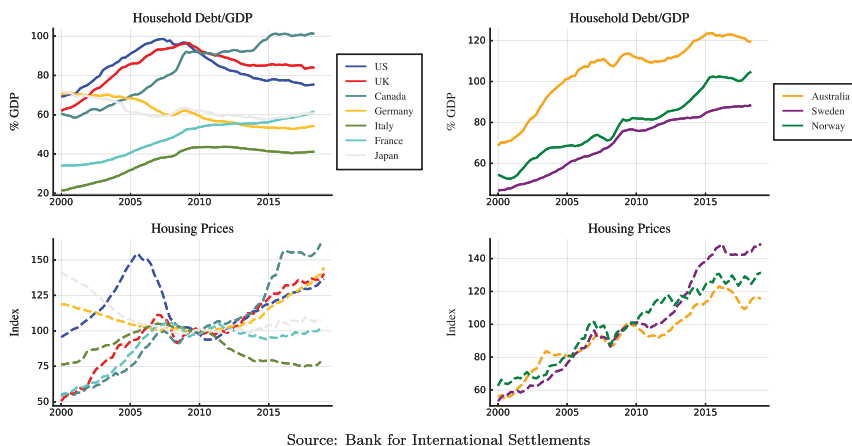 Household Debt/GDP
100
80
60
40
20
% GDP
2000
2005
2010
2015
US
UK
Canada
Germany
Italy
France
Japan
Household Debt/GDP
120
100
80
60
% GDP
2000
2005
2010
2015
Australia
Sweden
Norway
Housing Prices
150
125
100
75
50
Index
2000
2005
2010
2015
Housing Prices
140
120
100
80
60
Index
2000
2005
2010
2015
Source: Bank for International Settlements